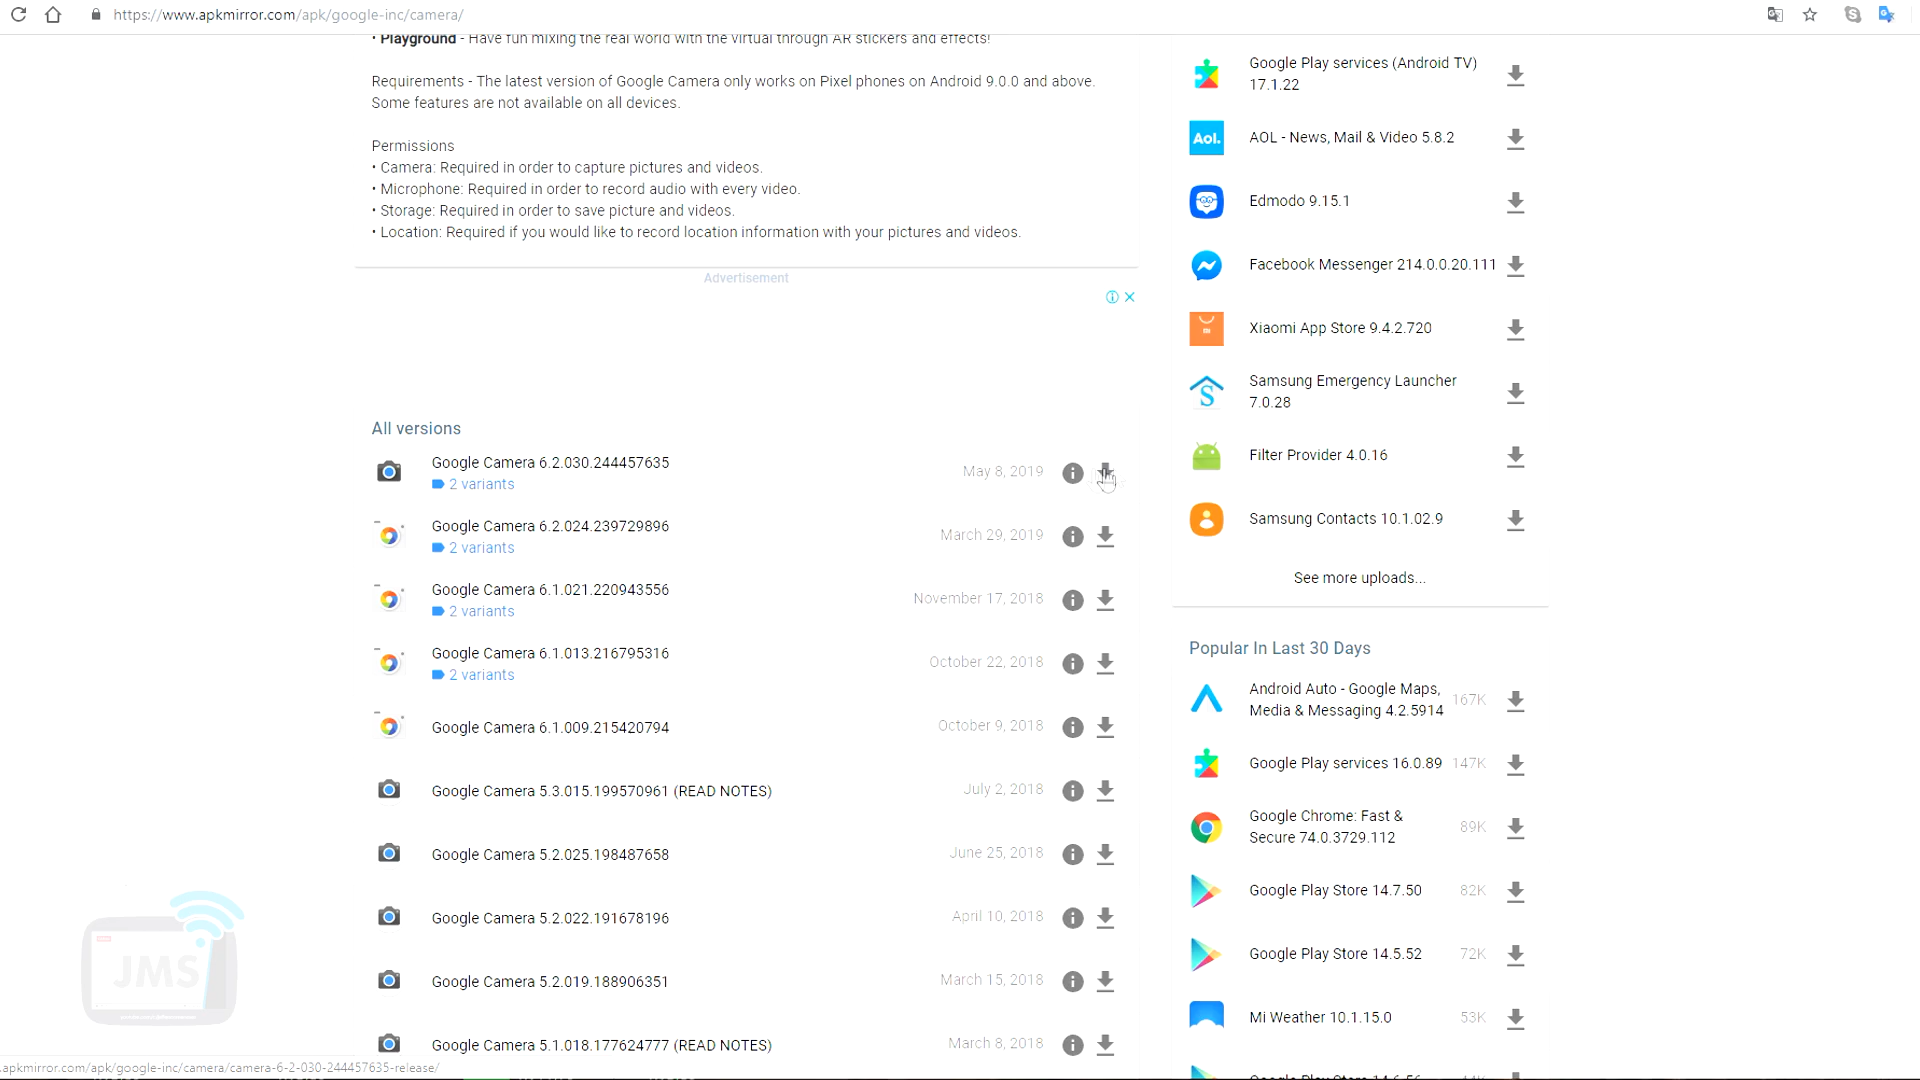 https://www.apkmirror.com/apk/google-inc/camera/
• Playground - Have fun mixing the real world with the virtual through AR stickers and effects!
Requirements - The latest version of Google Camera only works on Pixel phones on Android 9.0.0 and above.
Some features are not available on all devices.
Permissions
• Camera: Required in order to capture pictures and videos.
• Microphone: Required in order to record audio with every video.
• Storage: Required in order to save picture and videos.
• Location: Required if you would like to record location information with your pictures and videos.
Advertisement
All versions
Google Camera 6.2.030.244457635
2 variants
May 8, 2019
Google Camera 6.2.024.239729896
2 variants
March 29, 2019
Google Camera 6.1.021.220943556
2 variants
November 17, 2018
Google Camera 6.1.013.216795316
2 variants
October 22, 2018
Google Camera 6.1.009.215420794
October 9, 2018
Google Camera 5.3.015.199570961 (READ NOTES)
July 2, 2018
Google Camera 5.2.025.198487658
June 25, 2018
Google Camera 5.2.022.191678196
April 10, 2018
Google Camera 5.2.019.188906351
March 15, 2018
Google Camera 5.1.018.177624777 (READ NOTES)
March 8, 2018
Google Play services (Android TV)
17.1.22
Aol.
AOL - News, Mail & Video 5.8.2
Edmodo 9.15.1
Facebook Messenger 214.0.0.20.111
Xiaomi App Store 9.4.2.720
Samsung Emergency Launcher
7.0.28
Filter Provider 4.0.16
Samsung Contacts 10.1.02.9
See more uploads...
Popular In Last 30 Days
Android Auto - Google Maps,
Media & Messaging 4.2.5914
167K
Google Play services 16.0.89
147K
Google Chrome: Fast &
Secure 74.0.3729.112
89K
Google Play Store 14.7.50
82K
Google Play Store 14.5.52
72K
Mi Weather 10.1.15.0
53K
JMS
.apkmirror.com/apk/google-inc/camera/camera-6-2-030-244457635-release/